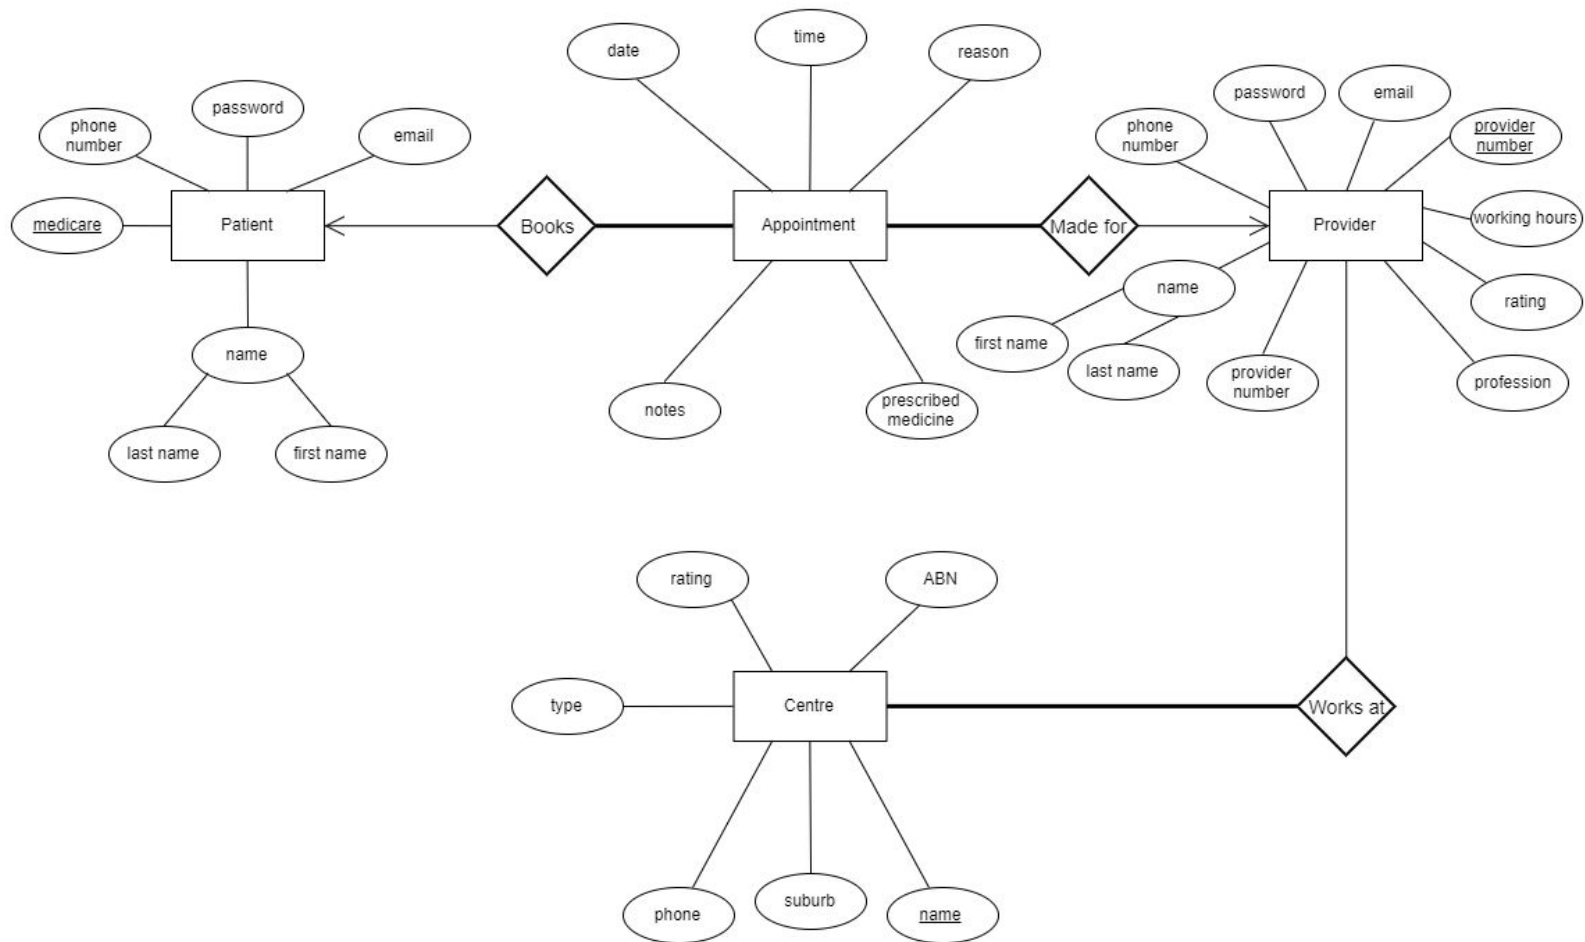 time
date
reason
password
email
password
phone
number
email
phone
number
provider
number
medicare
Patient
Books
Appointment
Made for
Provider
working hours
name
rating
first name
last name
name
provider
number
profession
notes
prescribed
medicine
last name
first name
rating
ABN
type
Centre
Works at
phone
suburb
name